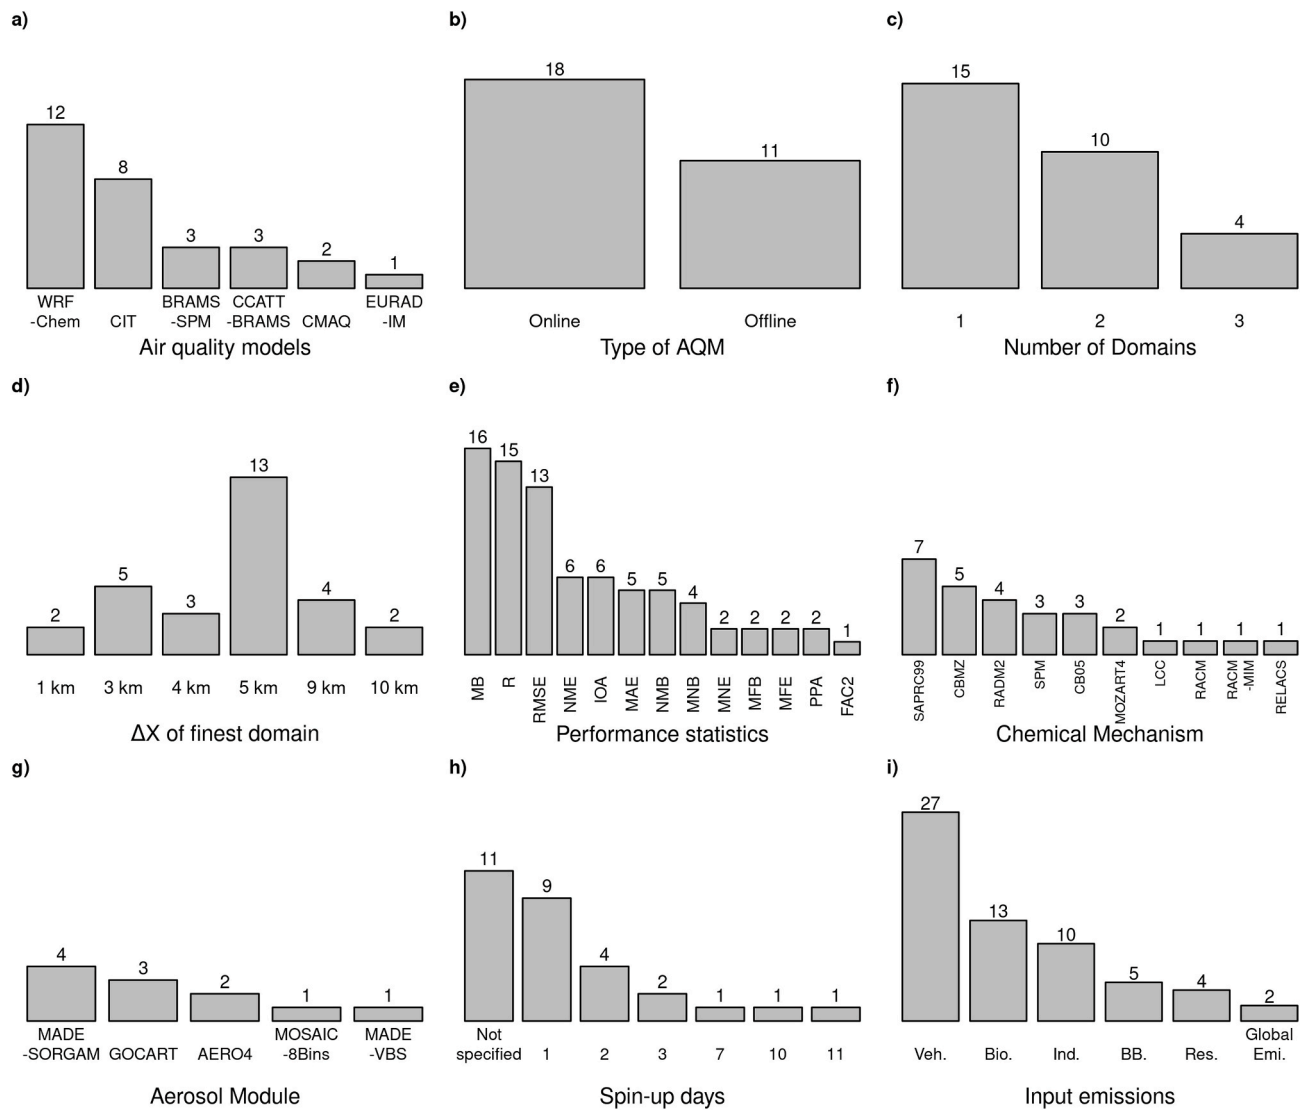 a)
12
8
3
3
2
1
WRF
-Chem
CIT
BRAMS
-SPM
CCATT
-BRAMS
CMAQ
EURAD
-IM
Air quality models
b)
18
11
Online
Offline
Type of AQM
c)
15
10
4
1
2
3
Number of Domains
d)
2
5
3
13
4
2
1 km
3 km
4 km
5 km
9 km
10 km
ΔX of finest domain
e)
16
15
13
6
6
5
5
4
2
2
2
2
1
MB
R
RMSE
NME
IOA
MAE
NMB
MNB
MNE
MFB
MFE
PPA
FAC2
Performance statistics
f)
7
5
4
3
3
2
1
1
1
1
SAPRC99
CBMZ
RADM2
SPM
CB05
MOZART4
LCC
RACM
RACM
-MIM
RELACS
Chemical Mechanism
g)
4
3
2
1
1
MADE
-SORGAM
GOCART
AERO4
MOSAIC
-8Bins
MADE
-VBS
Aerosol Module
h)
11
9
4
2
1
1
1
Not
specified
1
2
3
7
10
11
Spin-up days
i)
27
13
10
5
4
2
Veh.
Bio.
Ind.
BB.
Res.
Global
Emi.
Input emissions